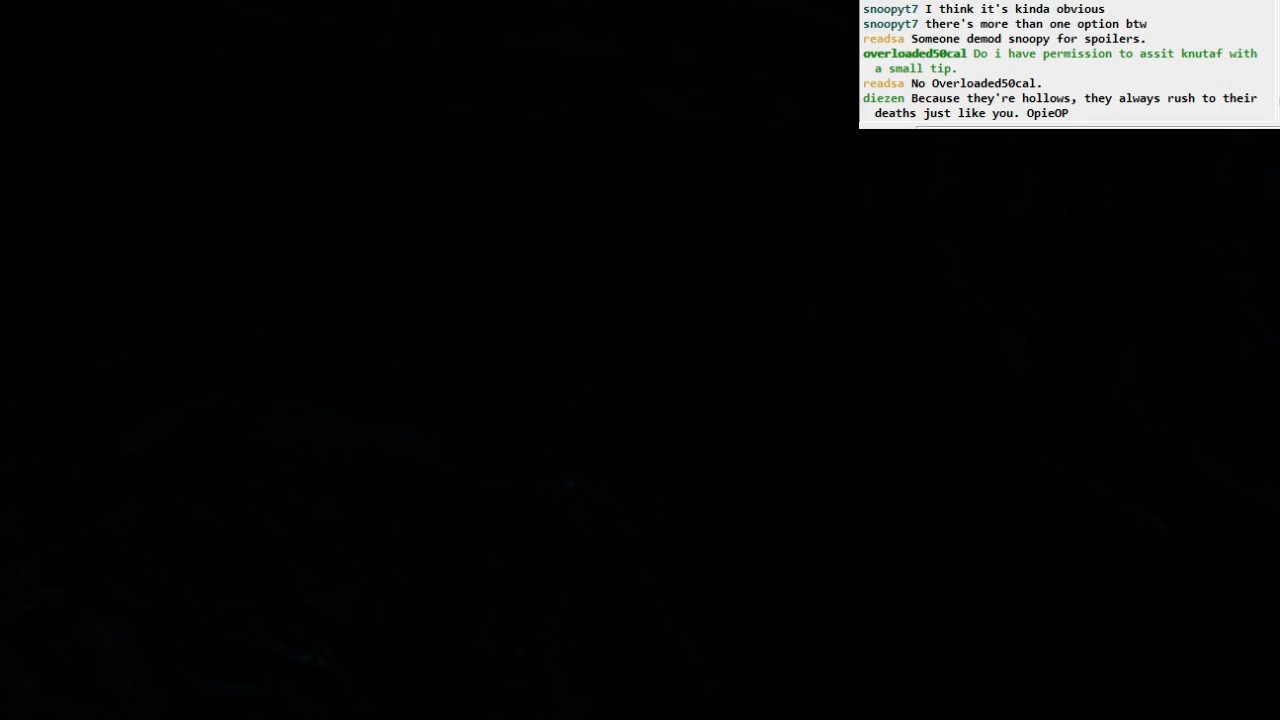 snoopyt7 I think it's kinda obvious
snoopyt7 there's more than one option btw
readsa Someone demod snoopy for spoilers.
overloaded50cal Do i have permission to assit knutaf with
a small tip.
readsa No Overloaded50cal.
diezen Because they're hollows, they always rush to their
deaths just like you. OpieOP